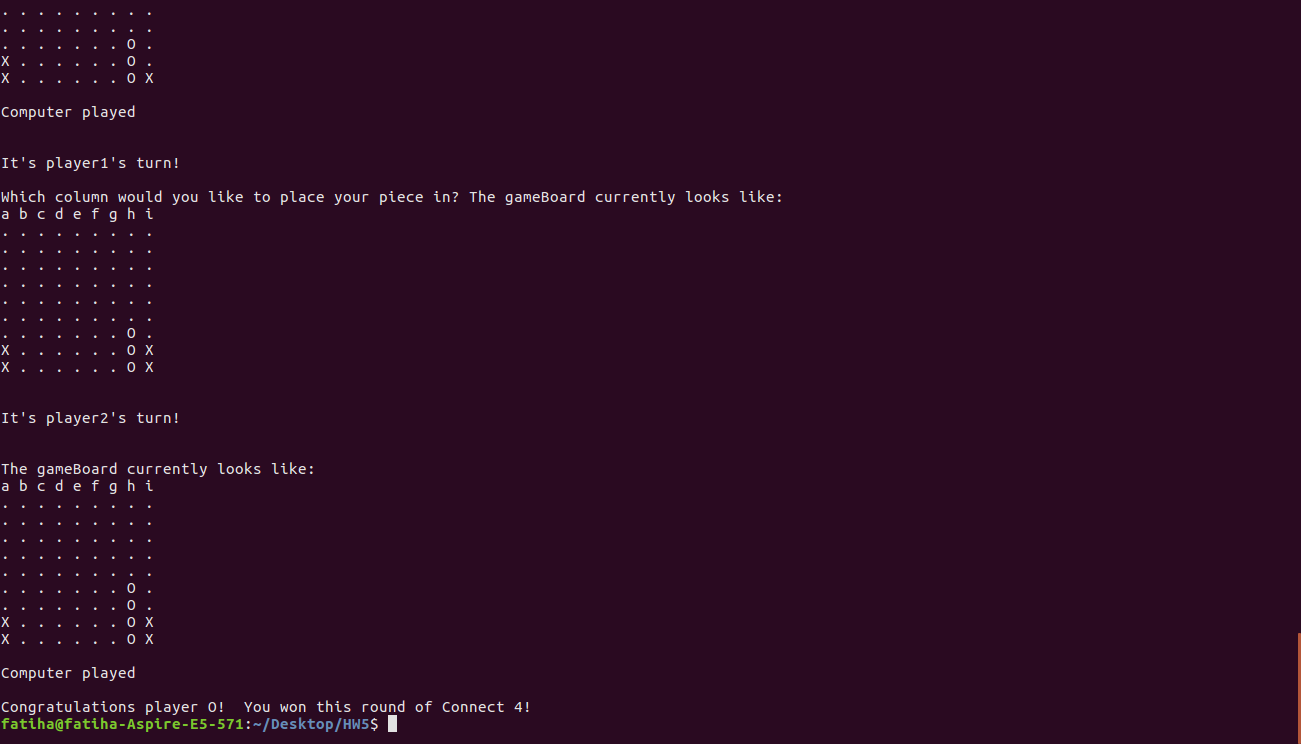 . . . . . . . . .
. . . . . . . . .
. . . . . . . O .
X . . . . . . O .
X . . . . . . O X
Computer played
It's player1's turn!
Which column would you like to place your piece in? The gameBoard currently looks like:
a b c d e f g h i
. . . . . . . . .
. . . . . . . . .
. . . . . . . . .
. . . . . . . . .
. . . . . . . . .
. . . . . . . . .
. . . . . . . O .
X . . . . . . O X
X . . . . . . O X
It's player2's turn!
The gameBoard currently looks like:
a b c d e f g h i
. . . . . . . . .
. . . . . . . . .
. . . . . . . . .
. . . . . . . . .
. . . . . . . . .
. . . . . . . O .
. . . . . . . O .
X . . . . . . O X
X . . . . . . O X
Computer played
Congratulations player O!  You won this round of Connect 4!
fatiha@fatiha-Aspire-E5-571:~/Desktop/HW5$